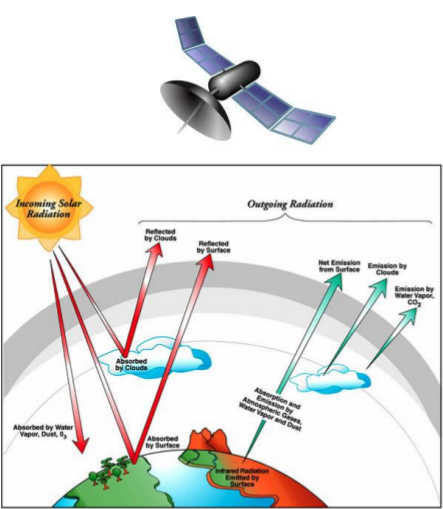 Incoming Solar
Radiation
Outgoing Radiation
Reflected
by Clouds
Reflected
by Surface
Net Emission
from Surface
Emission by
Clouds
Emission by
Water Vapor,
CO2
Absorbed
by Clouds
Absorption and
Emission by
Atmospheric Gases,
Water Vapor and Dust
Absorbed by Water
Vapor, Dust, 03
Absorbed
by Surface
Infrared Radiation
Emitted by
Surface